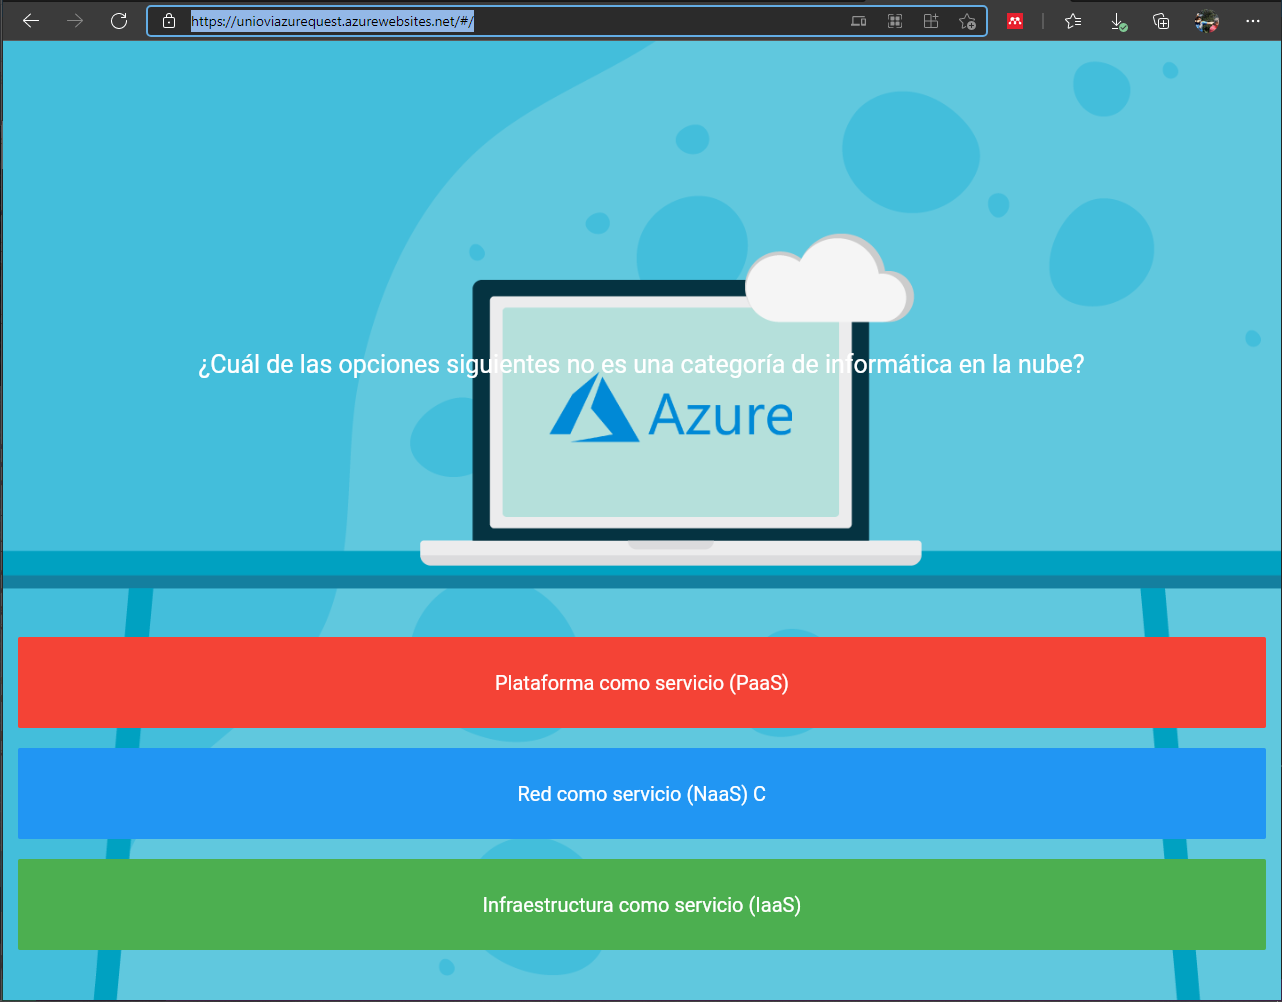 https://unioviazurequest.azurewebsites.net/#/
¿Cuál de las opciones siguientes no es una categoría de informática en la nube?
Azure
Plataforma como servicio (PaaS)
Red como servicio (NaaS) C
Infraestructura como servicio (IaaS)